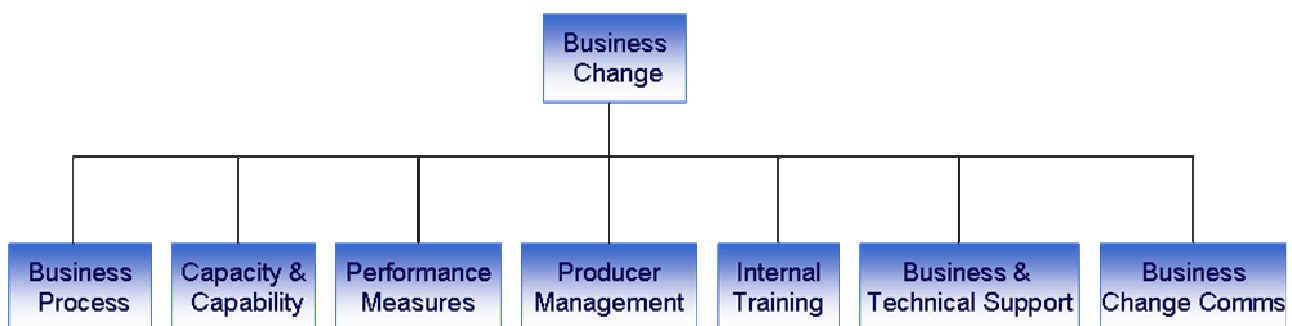 Business
Change
Business
Process
Capacity &
Capability
Performance
Measures
Producer
Management
Internal
Training
Business &
Technical Support
Business
Change Comms